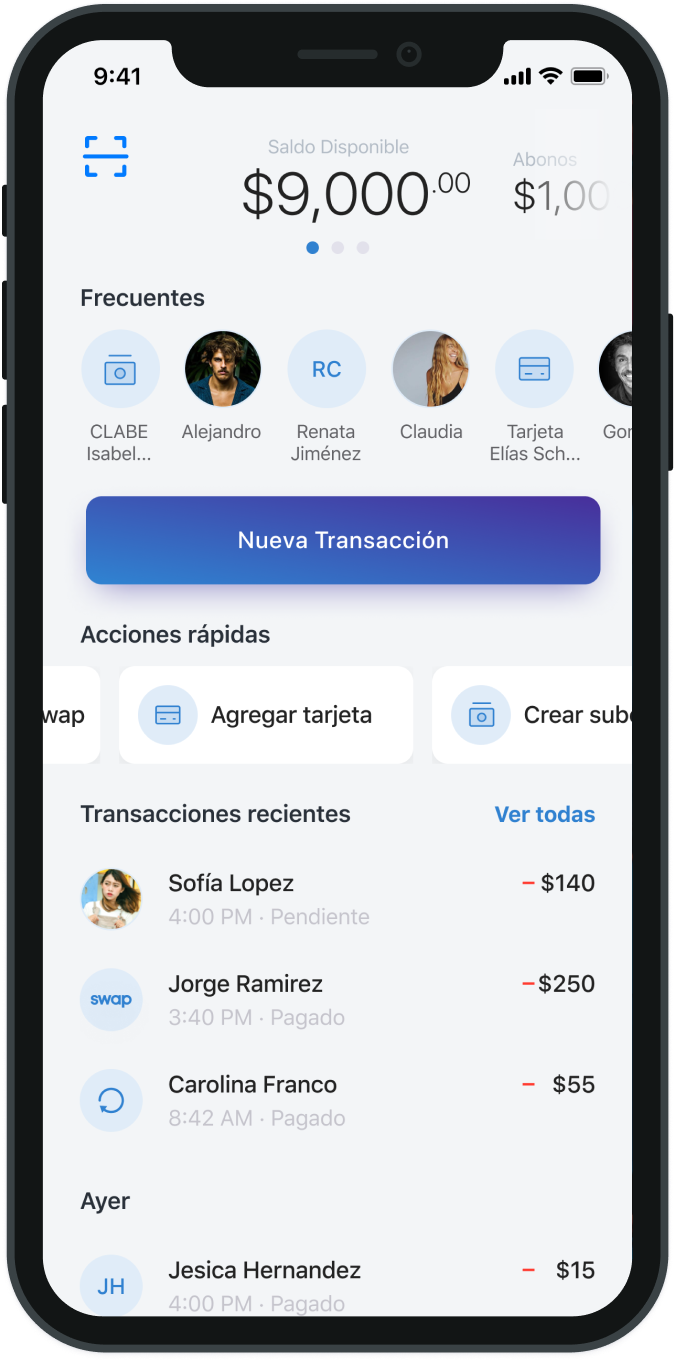 9:41
Saldo Disponible
$9,000.00
Abonos
$1,00
Frecuentes
RC
CLABE
Isabel...
Alejandro
Renata
Jiménez
Claudia
Tarjeta
Elías Sch...
Gor
Nueva Transacción
Acciones rápidas
wap
Agregar tarjeta
Crear sub
Transacciones recientes
Ver todas
Sofía Lopez
– $140
4:00 PM · Pendiente
swap
Jorge Ramirez
–$250
3:40 PM · Pagado
Carolina Franco
– $55
8:42 AM · Pagado
Ayer
JH
Jesica Hernandez
– $15
4:00 PM · Pagado